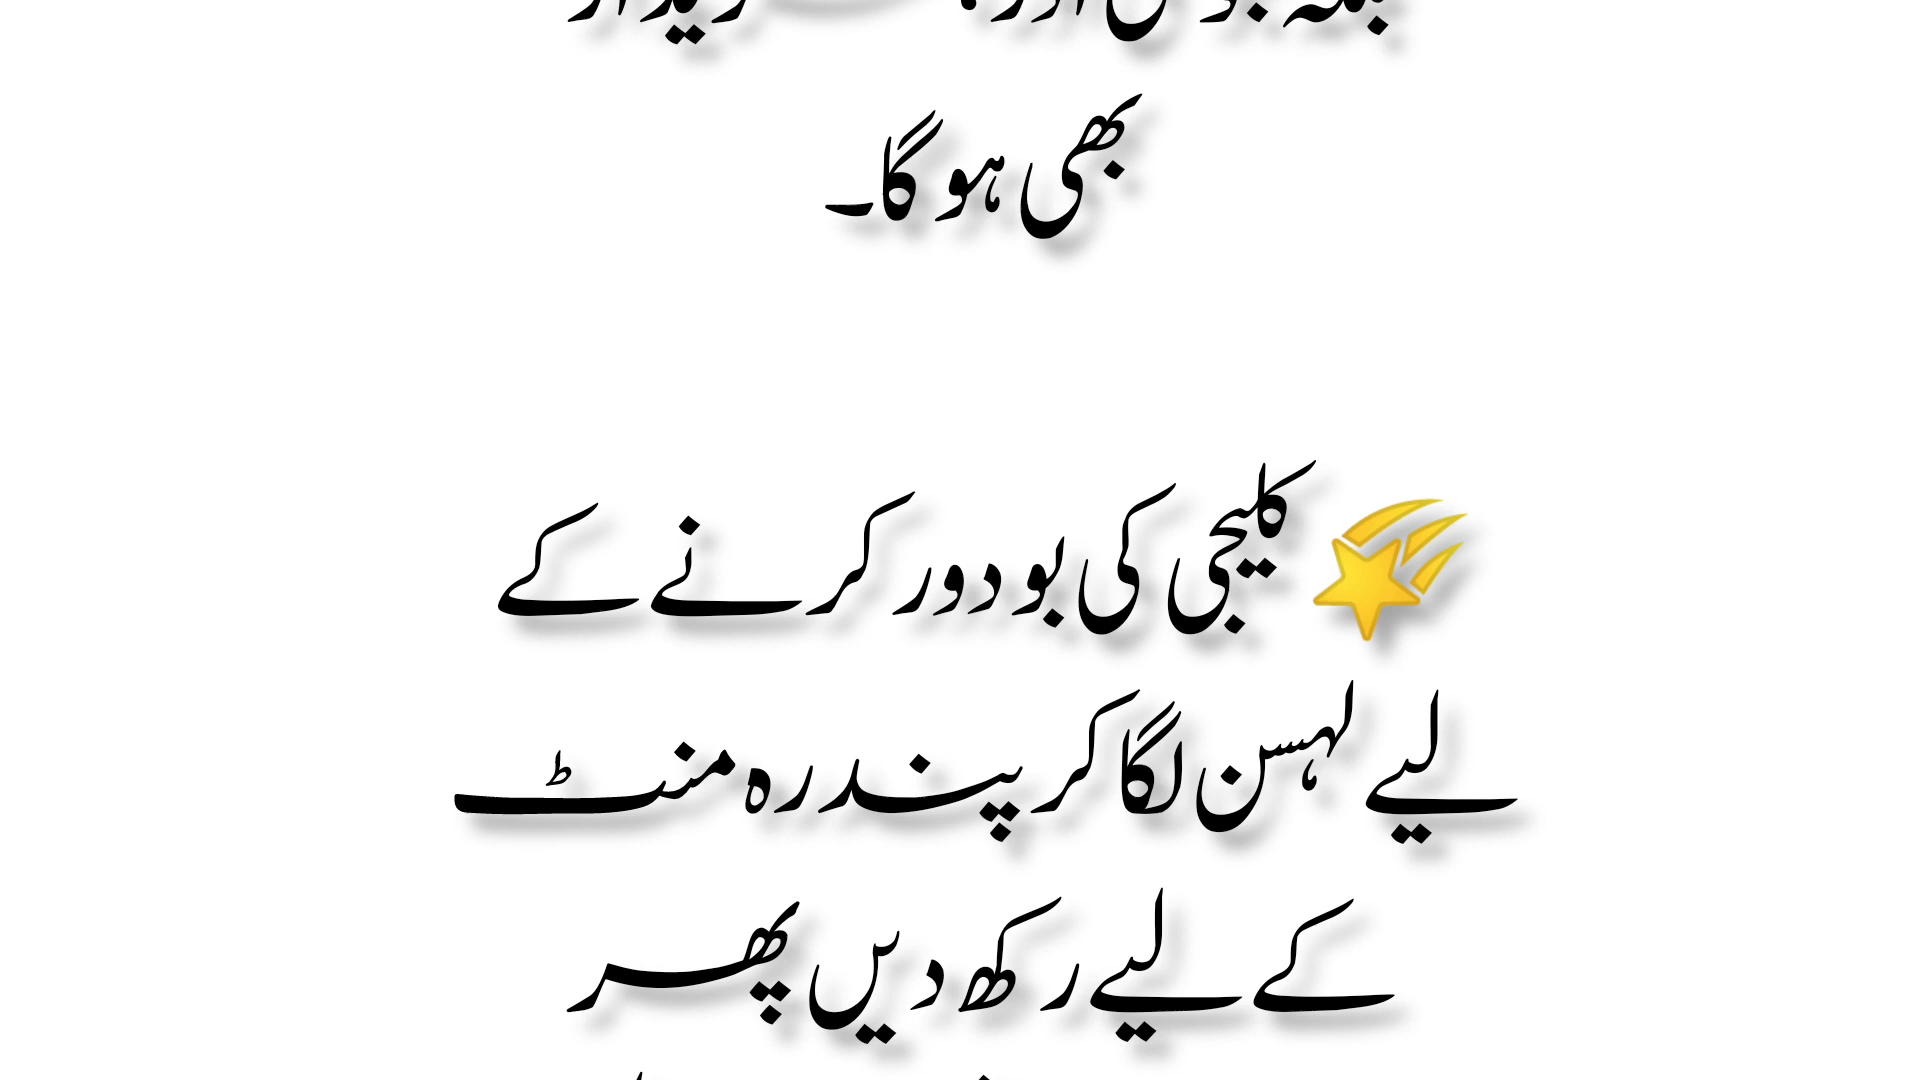 بھی ہو گا۔
🌠 کلیجی کی بو دور کرنے کے
لیے لہسن لگا کر پندرہ منٹ
کے لیے رکھ دیں پھر